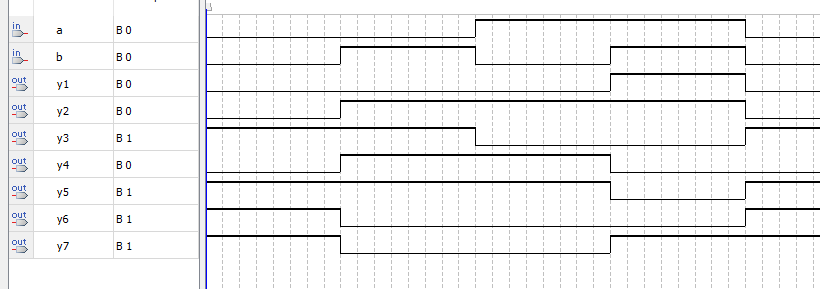 in a B 0
in b B 0
out y1 B 0
out y2 B 0
out y3 B 1
out y4 B 0
out y5 B 1
out y6 B 1
out y7 B 1